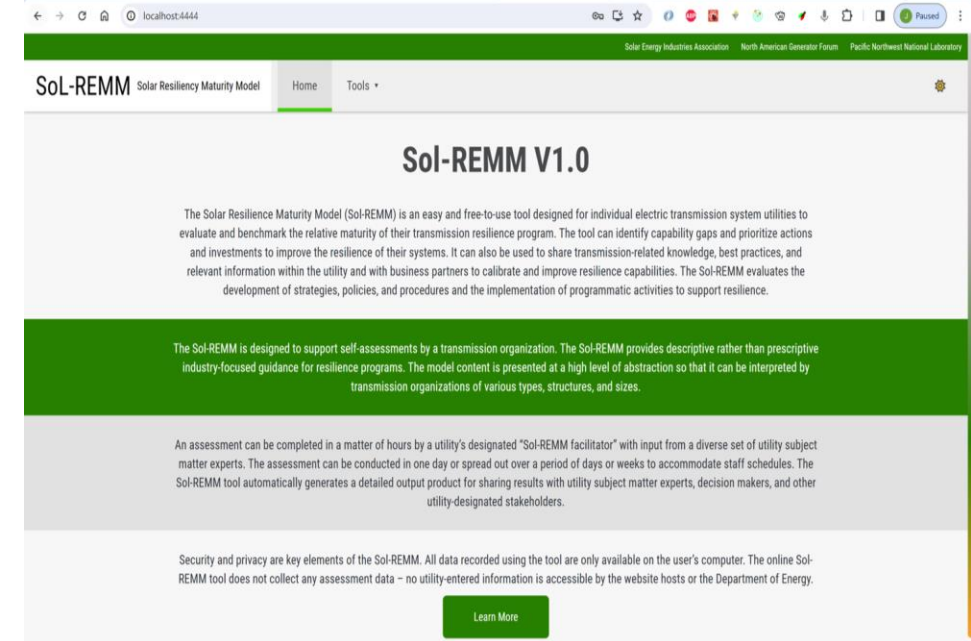 localhost:4444
Paused
Solar Energy Industries Association North American Generator Forum Pacific Northwest National Laboratory
SoL-REMM Solar Resiliency Maturity Model Home Tools
Sol-REMM V1.0
The Solar Resilience Maturity Model (Sol-REMM) is an easy and free-to-use tool designed for individual electric transmission system utilities to
evaluate and benchmark the relative maturity of their transmission resilience program. The tool can identify capability gaps and prioritize actions
and investments to improve the resilience of their systems. It can also be used to share transmission-related knowledge, best practices, and
relevant information within the utility and with business partners to calibrate and improve resilience capabilities. The Sol-REMM evaluates the
development of strategies, policies, and procedures and the implementation of programmatic activities to support resilience.
The Sol-REMM is designed to support self-assessments by a transmission organization. The Sol-REMM provides descriptive rather than prescriptive
industry-focused guidance for resilience programs. The model content is presented at a high level of abstraction so that it can be interpreted by
transmission organizations of various types, structures, and sizes.
An assessment can be completed in a matter of hours by a utility's designated "Sol-REMM facilitator" with input from a diverse set of utility subject
matter experts. The assessment can be conducted in one day or spread out over a period of days or weeks to accommodate staff schedules. The
Sol-REMM tool automatically generates a detailed output product for sharing results with utility subject matter experts, decision makers, and other
utility-designated stakeholders.
Security and privacy are key elements of the Sol-REMM. All data recorded using the tool are only available on the user's computer. The online Sol-
REMM tool does not collect any assessment data – no utility-entered information is accessible by the website hosts or the Department of Energy.
Learn More